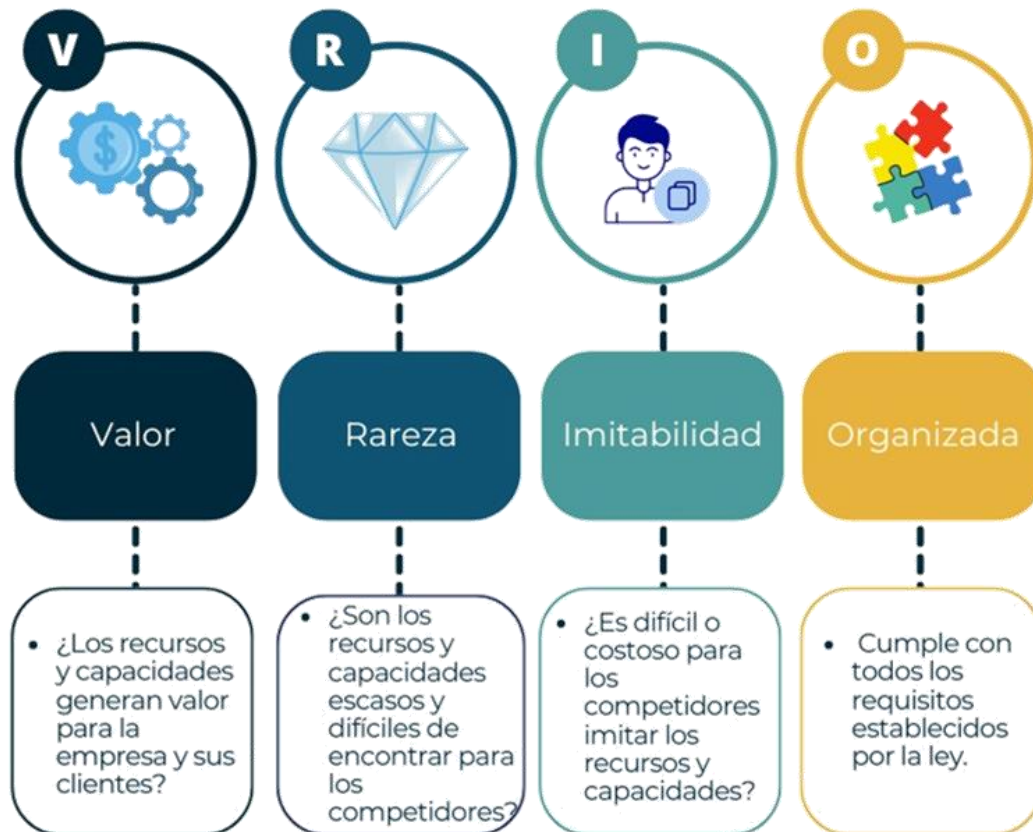 V
R
I
O
Valor
Rareza
Imitabilidad
Organizada
• ¿Los recursos
y capacidades
generan valor
para la
empresa y sus
clientes?
• ¿Son los
recursos y
capacidades
escasos y
difíciles de
encontrar para
los
competidores?
• ¿Es difícil o
costoso para
los
competidores
imitar los
recursos y
capacidades?
• Cumple con
todos los
requisitos
establecidos
por la ley.
$